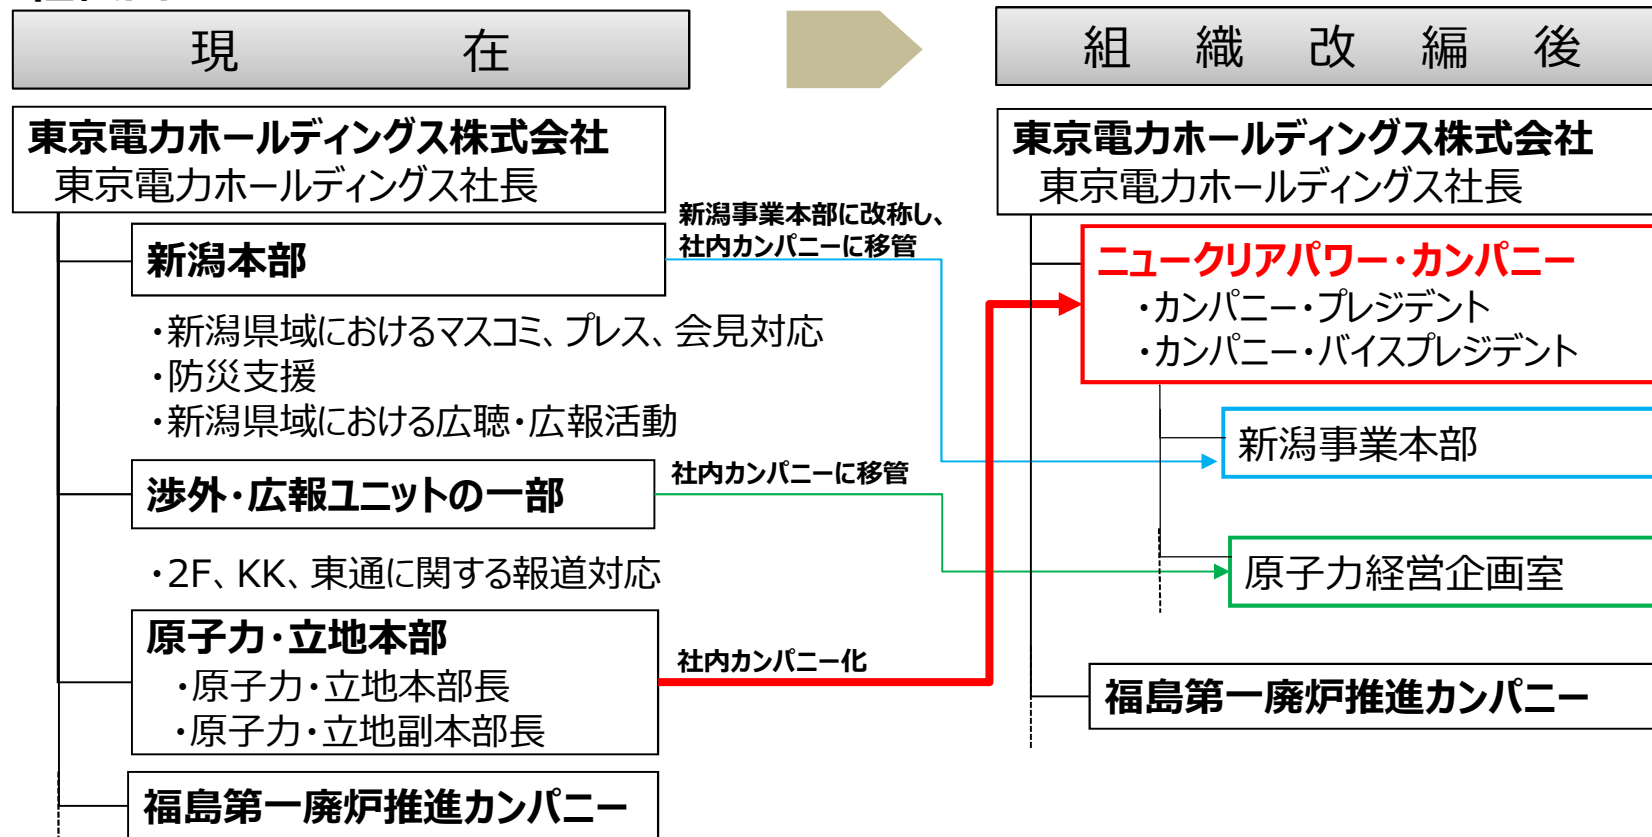 現在
組織改編後
東京電力ホールディングス株式会社
東京電力ホールディングス社長
新潟本部
・新潟県域におけるマスコミ、プレス、会見対応
・防災支援
・新潟県域における広聴・広報活動
渉外・広報ユニットの一部
・2F、KK、東通に関する報道対応
原子力・立地本部
・原子力・立地本部長
・原子力・立地副本部長
福島第一廃炉推進カンパニー
新潟事業本部に改称し、
社内カンパニーに移管
社内カンパニーに移管
社内カンパニー化
東京電力ホールディングス株式会社
東京電力ホールディングス社長
ニュークリアパワー・カンパニー
・カンパニー・プレジデント
・カンパニー・バイスプレジデント
新潟事業本部
原子力経営企画室
福島第一廃炉推進カンパニー